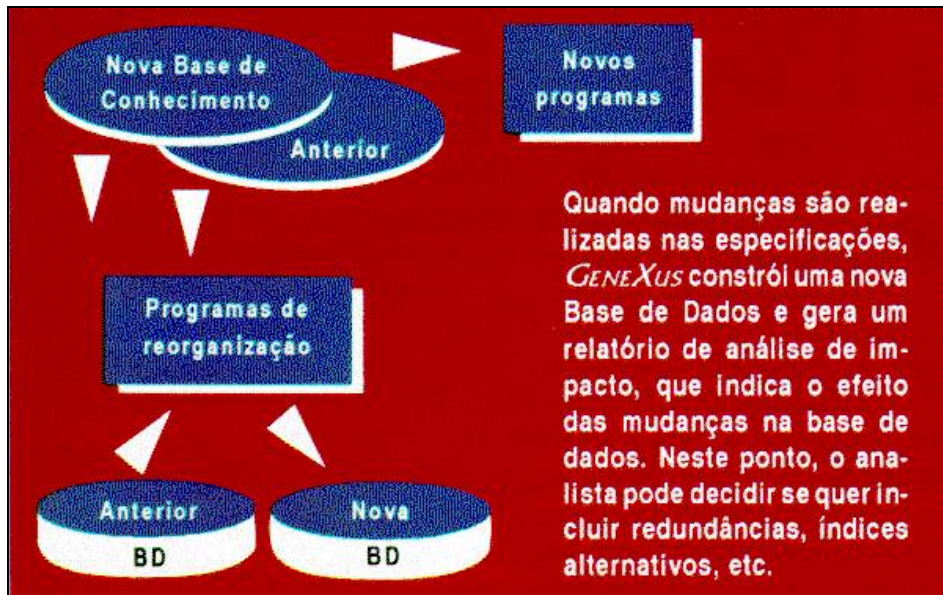 Nova Base de
Conhecimento
Anterior
Novos
programas
Programas de
reorganização
Anterior
BD
Nova
BD
Quando mudanças são rea-
lizadas nas especificações,
GENEXUS constrói uma nova
Base de Dados e gera um
relatório de análise de im-
pacto, que indica o efeito
das mudanças na base de
dados. Neste ponto, o ana-
lista pode decidir se quer in-
cluir redundâncias, índices
alternativos, etc.